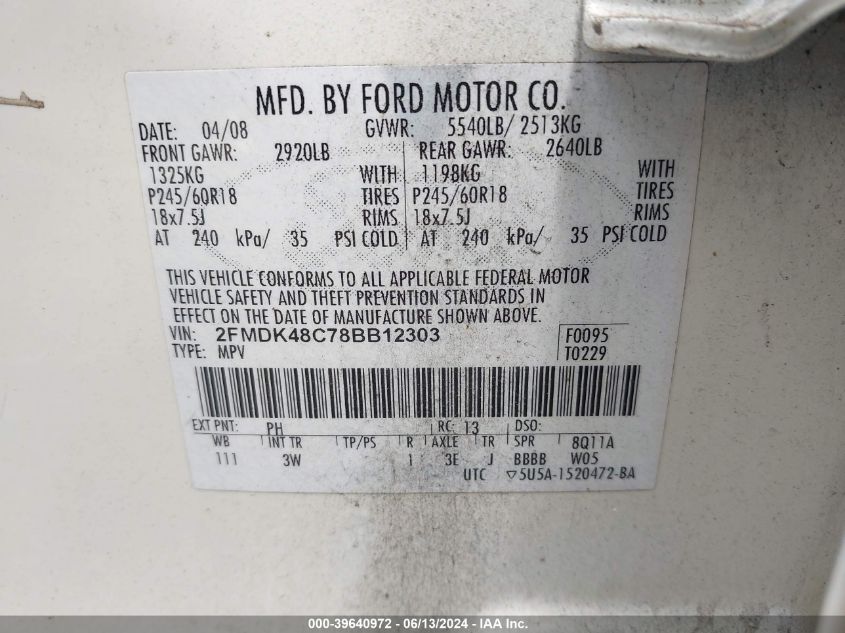 MFD. BY FORD MOTOR CO.
DATE: 04/08 GVWR: 5540LB/ 2513KG
FRONT GAWR: 2920LB REAR GAWR: 2640LB
1325KG WITH 1198KG WITH
P245/60R18 TIRES P245/60R18 TIRES
18x7.5J RIMS 18x7.5J RIMS
AT 240 kPa/ 35 PSI COLD AT 240 kPa/ 35 PSI COLD
THIS VEHICLE CONFORMS TO ALL APPLICABLE FEDERAL MOTOR
VEHICLE SAFETY AND THEFT PREVENTION STANDARDS IN
EFFECT ON THE DATE OF MANUFACTURE SHOWN ABOVE.
VIN: 2FMDK48C78BB12303 F0095
TYPE: MPV T0229
EXT PNT: PH RC: 13 DSO:
WB INT TR TP/PS R AXLE TR SPR 8Q11A
111 3W 1 3E J BBBB W05
UTC ▽5U5A-1520472-BA
000-39640972 - 06/13/2024 - IAA Inc.